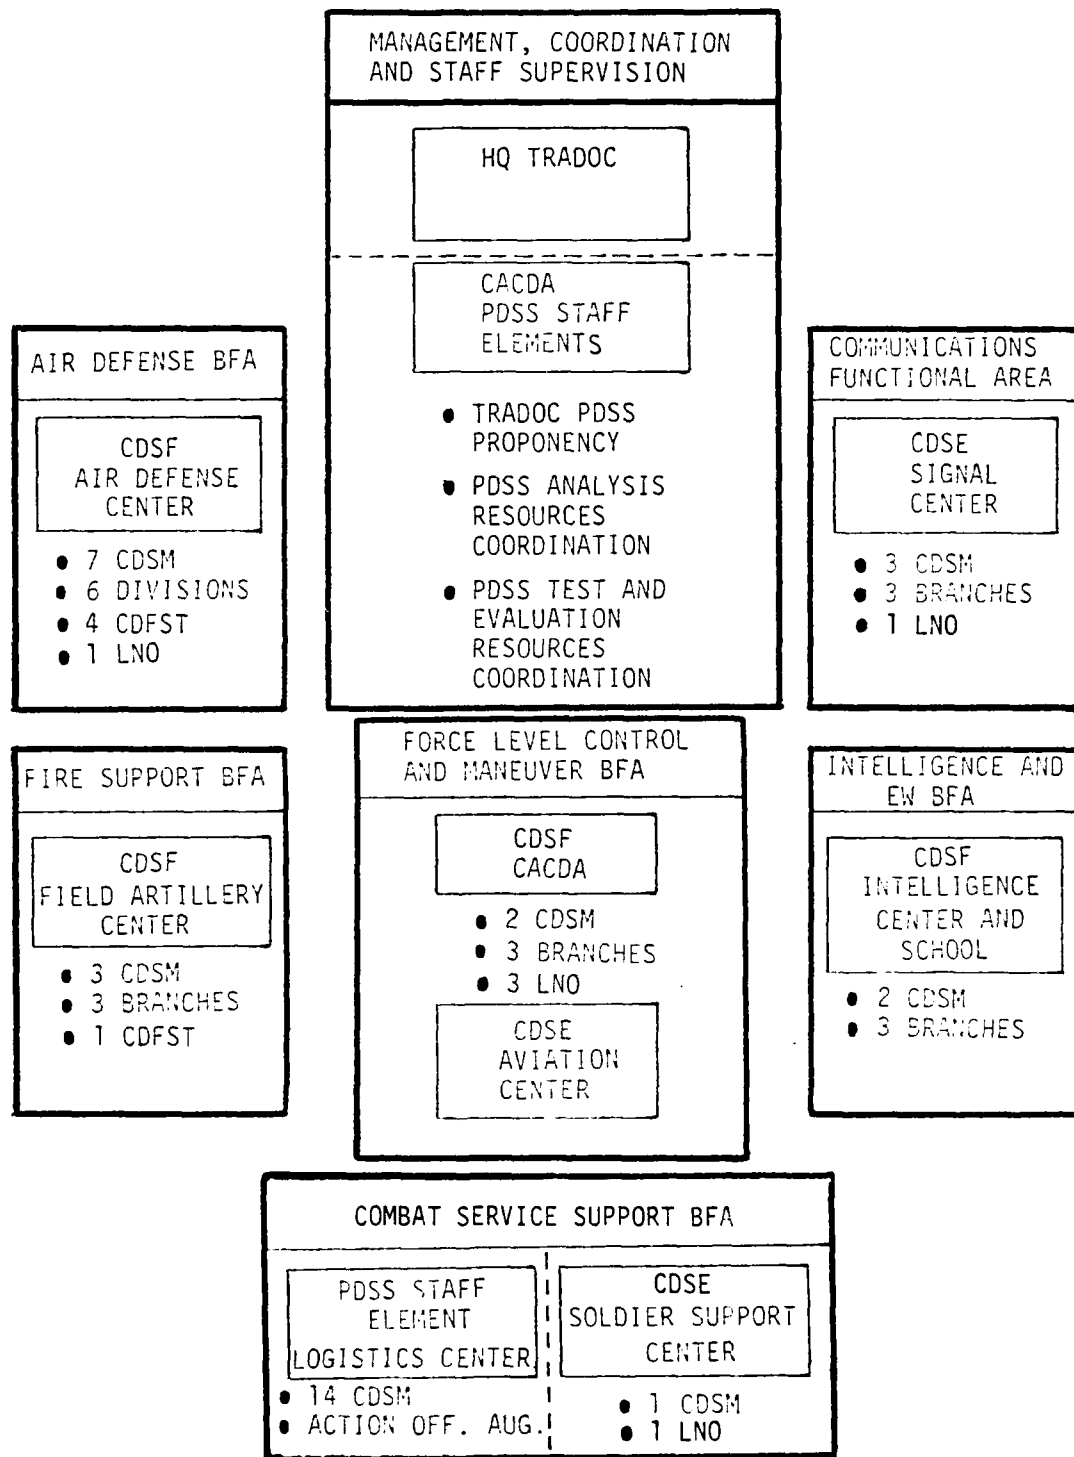 MANAGEMENT, COORDINATION
AND STAFF SUPERVISION
HQ TRADOC
CACDA
PDSS STAFF
ELEMENTS
● TRADOC PDSS
PROPONENCY
● PDSS ANALYSIS
RESOURCES
COORDINATION
● PDSS TEST AND
EVALUATION
RESOURCES
COORDINATION
AIR DEFENSE BFA
CDSF
AIR DEFENSE
CENTER
● 7 CDSM
● 6 DIVISIONS
● 4 CDFST
● 1 LNO
COMMUNICATIONS
FUNCTIONAL AREA
CDSE
SIGNAL
CENTER
● 3 CDSM
● 3 BRANCHES
● 1 LNO
FIRE SUPPORT BFA
CDSF
FIELD ARTILLERY
CENTER
● 3 CDSM
● 3 BRANCHES
● 1 CDFST
FORCE LEVEL CONTROL
AND MANEUVER BFA
CDSF
CACDA
● 2 CDSM
● 3 BRANCHES
● 3 LNO
CDSE
AVIATION
CENTER
INTELLIGENCE AND
EW BFA
CDSF
INTELLIGENCE
CENTER AND
SCHOOL
● 2 CDSM
● 3 BRANCHES
COMBAT SERVICE SUPPORT BFA
PDSS STAFF
ELEMENT
LOGISTICS CENTER
● 14 CDSM
● ACTION OFF. AUG.
CDSE
SOLDIER SUPPORT
CENTER
● 1 CDSM
● 1 LNO